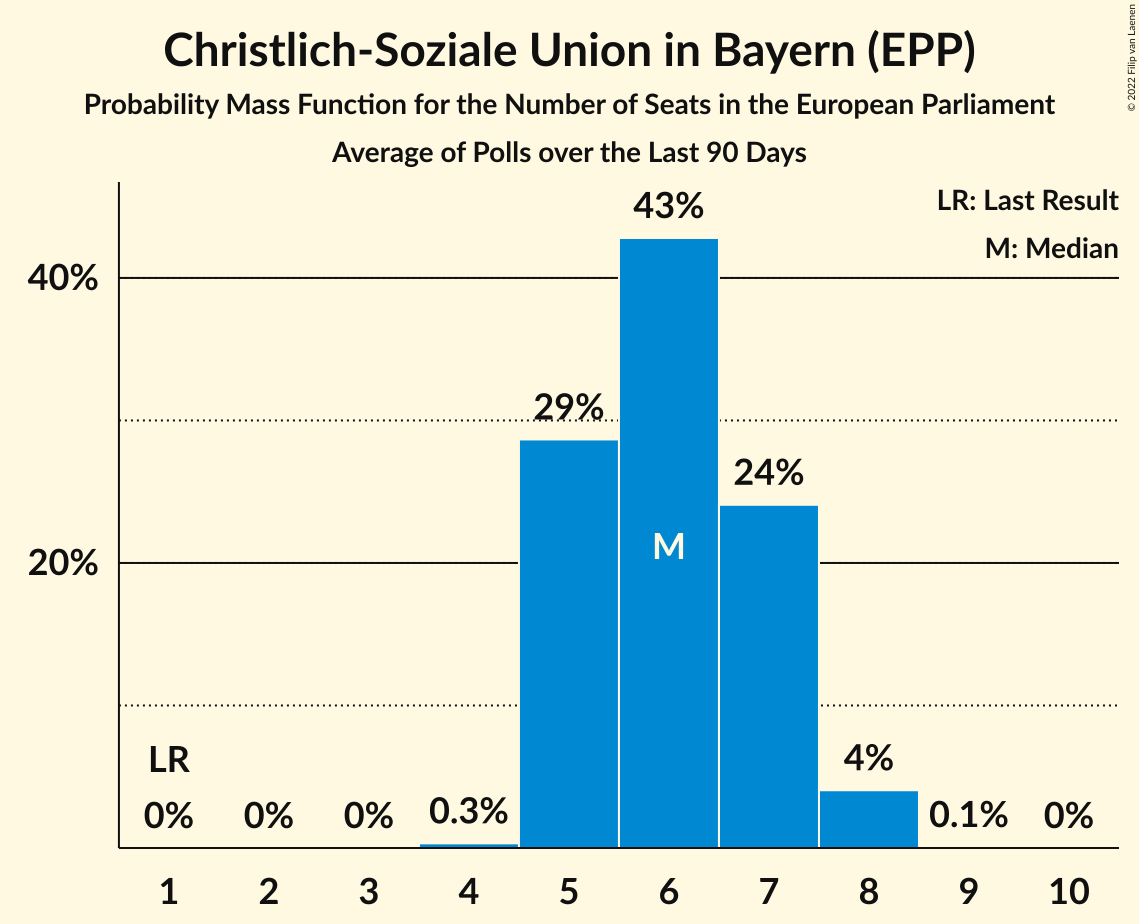 Christlich-Soziale Union in Bayern (EPP)
Probability Mass Function for the Number of Seats in the European Parliament
Average of Polls over the Last 90 Days
© 2022 Filip van Laenen
LR: Last Result
M: Median
43%
40%
29%
24%
M
20%
LR
4%
0% 0% 0% 0.3% 0.1% 0%
1 2 3 4 5 6 7 8 9 10